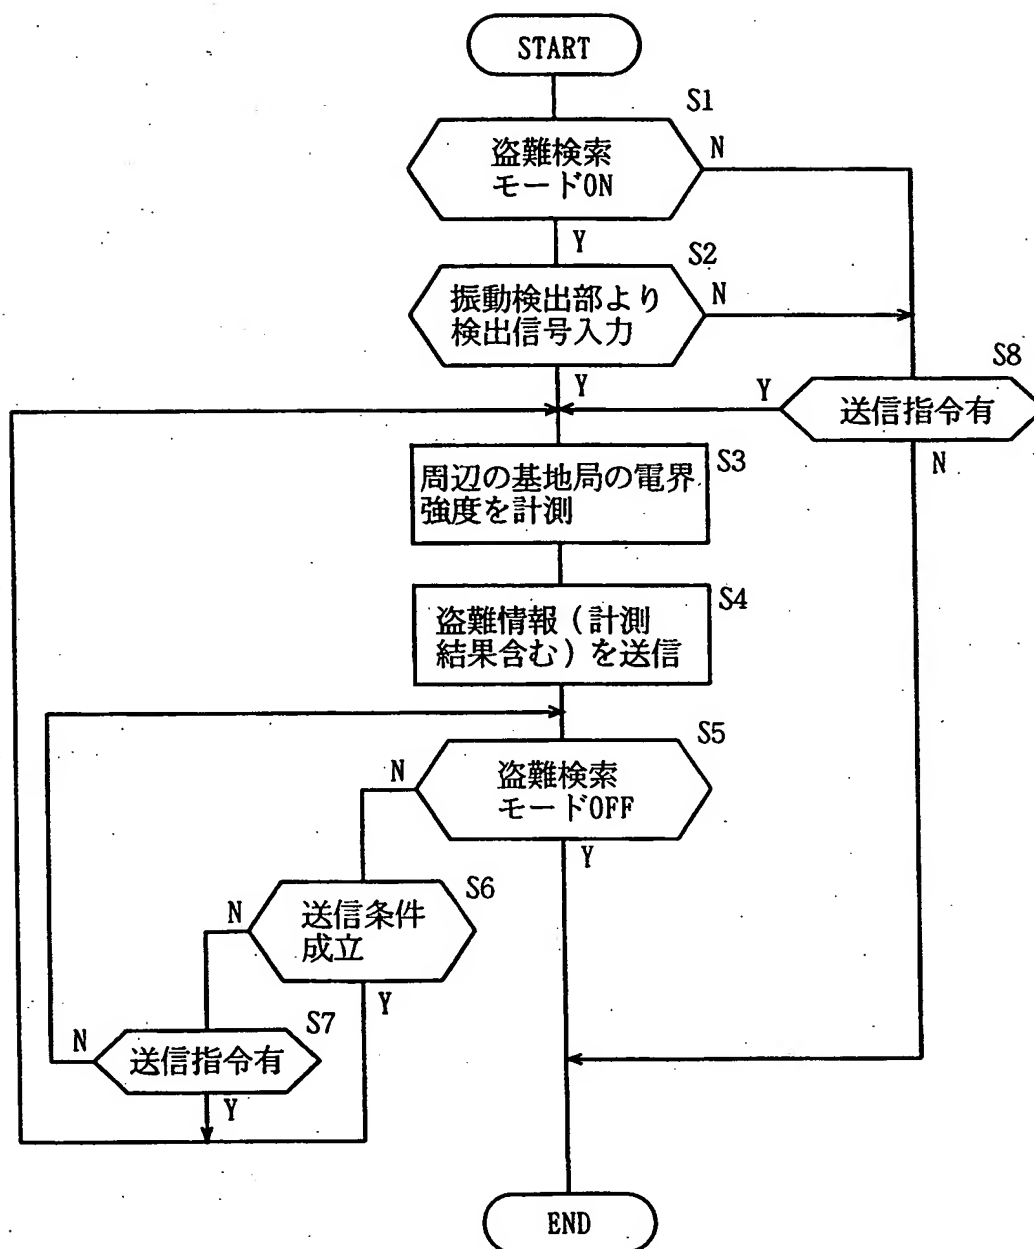 START
S1
盗難検索
モードON
N
Y
S2
振動検出部より
検出信号入力
N
Y
S8
送信指令有
Y
N
周辺の基地局の電界
強度を計測
S3
盗難情報(計測
結果含む)を送信
S4
S5
盗難検索
モードOFF
N
Y
S6
送信条件
成立
N
Y
S7
送信指令有
N
Y
END